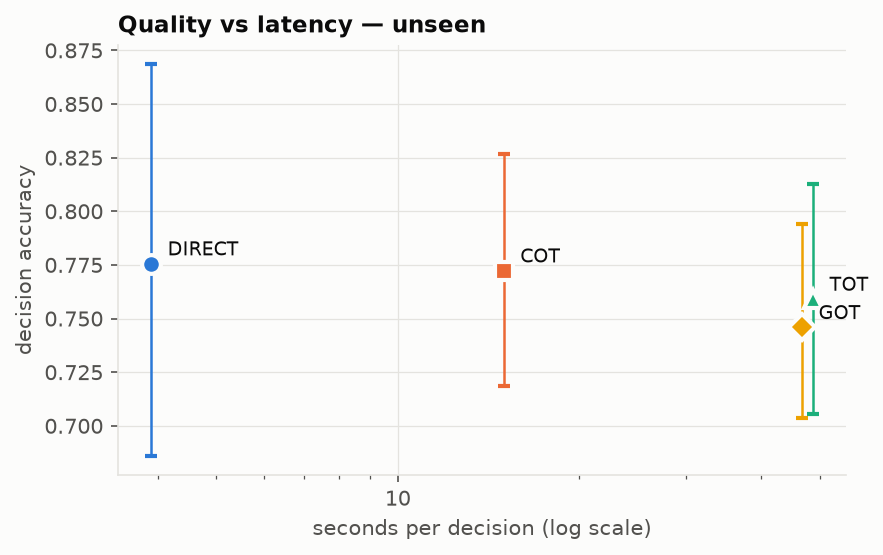 Quality vs latency — unseen
0.875
0.850
0.825
0.800
0.775
0.750
0.725
0.700
decision accuracy
DIRECT
COT
TOT
GOT
10
seconds per decision (log scale)